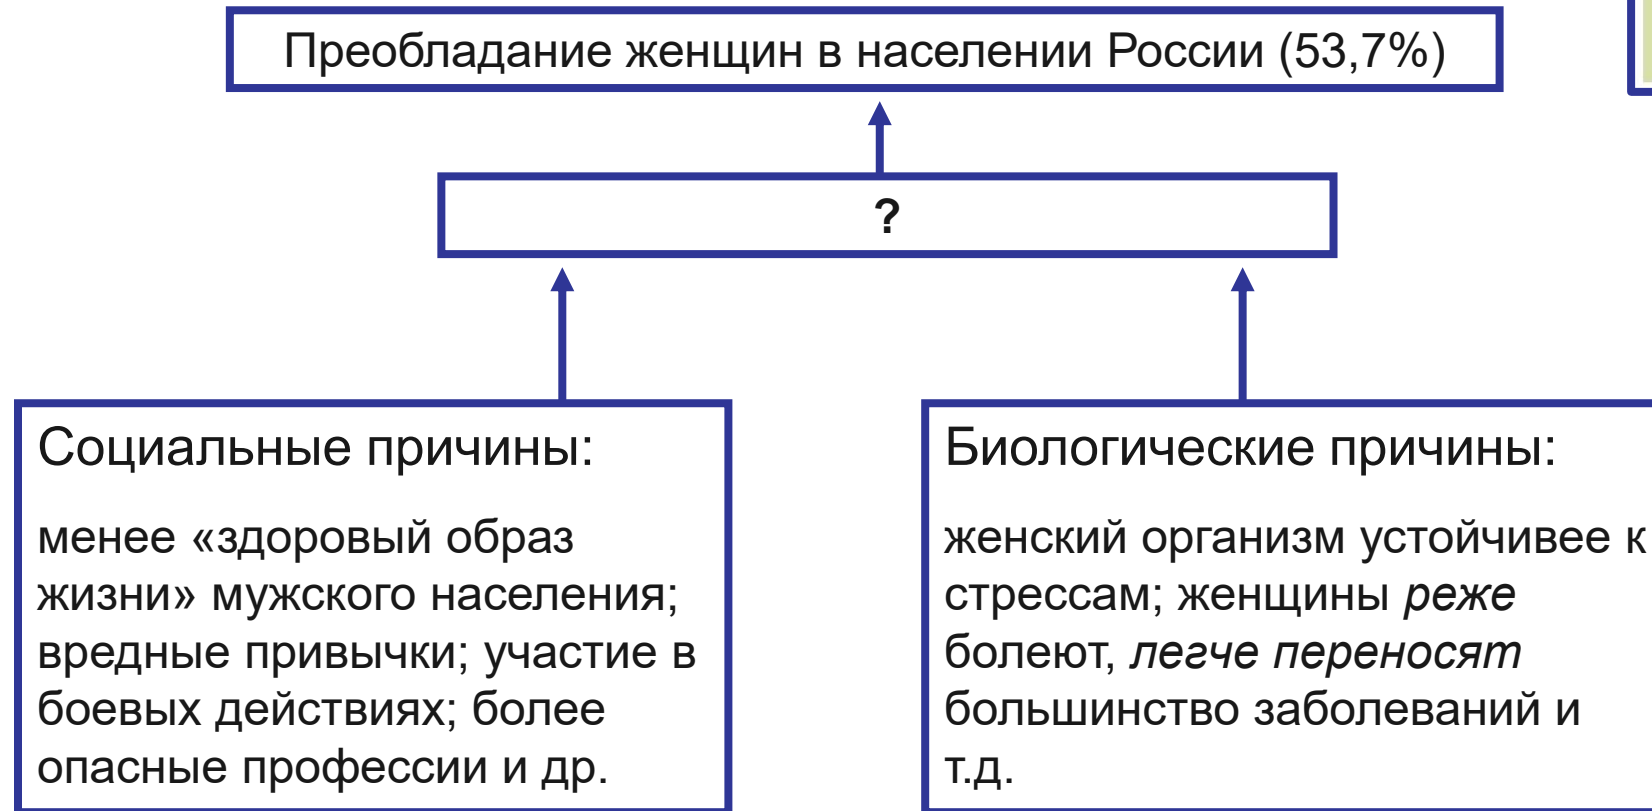 Преобладание женщин в населении России (53,7%)
?
Социальные причины:
менее «здоровый образ
жизни» мужского населения;
вредные привычки; участие в
боевых действиях; более
опасные профессии и др.
Биологические причины:
женский организм устойчивее к
стрессам; женщины реже
болеют, легче переносят
большинство заболеваний и
т.д.